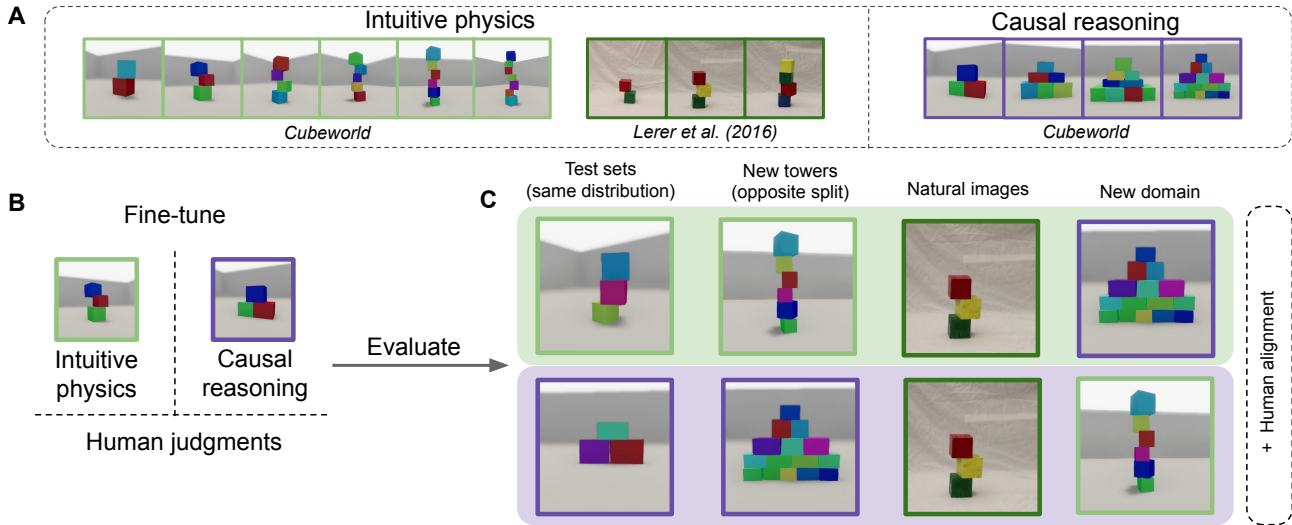 A
Intuitive physics
Causal reasoning
Cubeworld
Lerer et al. (2016)
Cubeworld
B
Fine-tune
Intuitive
physics
Causal
reasoning
Human judgments
Evaluate
C
Test sets
(same distribution)
New towers
(opposite split)
Natural images
New domain
+ Human alignment